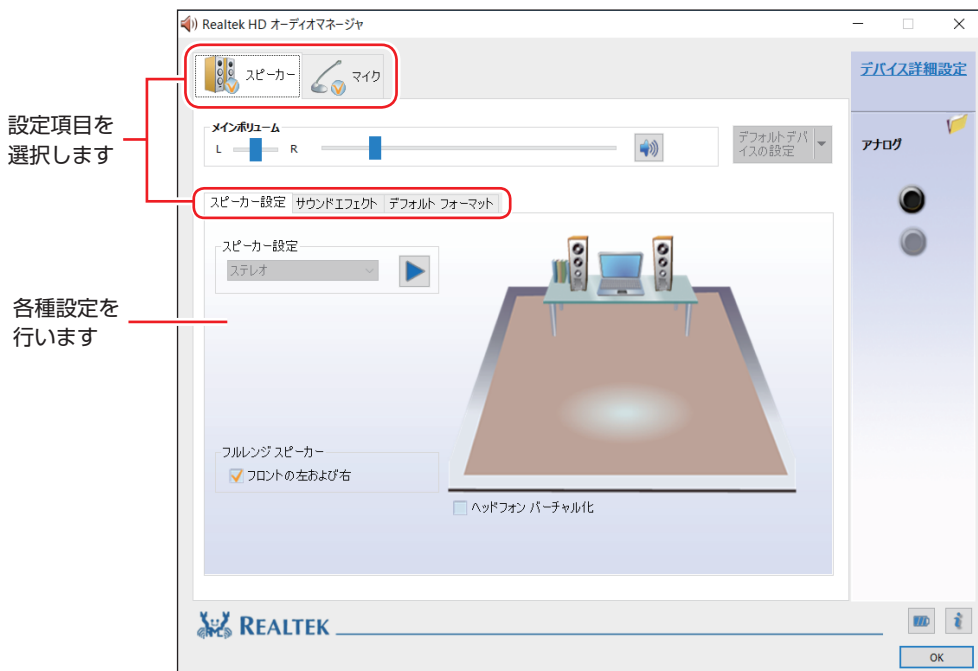 Realtek HD オーディオマネージャ
スピーカー
マイク
デバイス詳細設定
設定項目を
選択します
メインボリューム
L
R
デフォルトデバ
イスの設定
アナログ
スピーカー設定
サウンドエフェクト
デフォルト フォーマット
スピーカー設定
ステレオ
各種設定を
行います
フルレンジ スピーカー
フロントの左および右
ヘッドフォン バーチャル化
REALTEK
OK